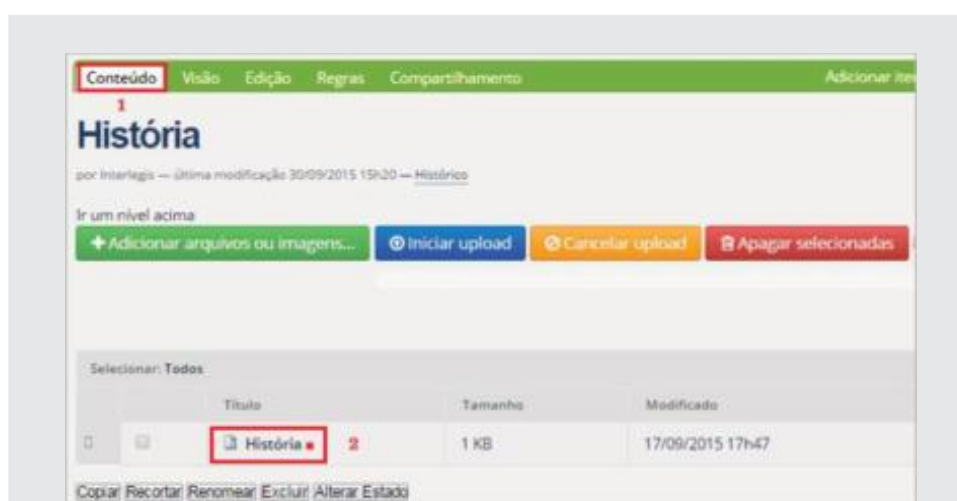 Conteúdo Visão Edição Regras Compartilhamento Adicionar ite
1
História
por Interlegis — última modificação 30/09/2015 15h20 — Histórico
Ir um nível acima
Adicionar arquivos ou imagens... Iniciar upload Cancelar upload Apagar selecionadas
Selecionar: Todos
Título Tamanho Modificado
História 2 1 KB 17/09/2015 17h47
Copiar Recortar Renomear Excluir Alterar Estado